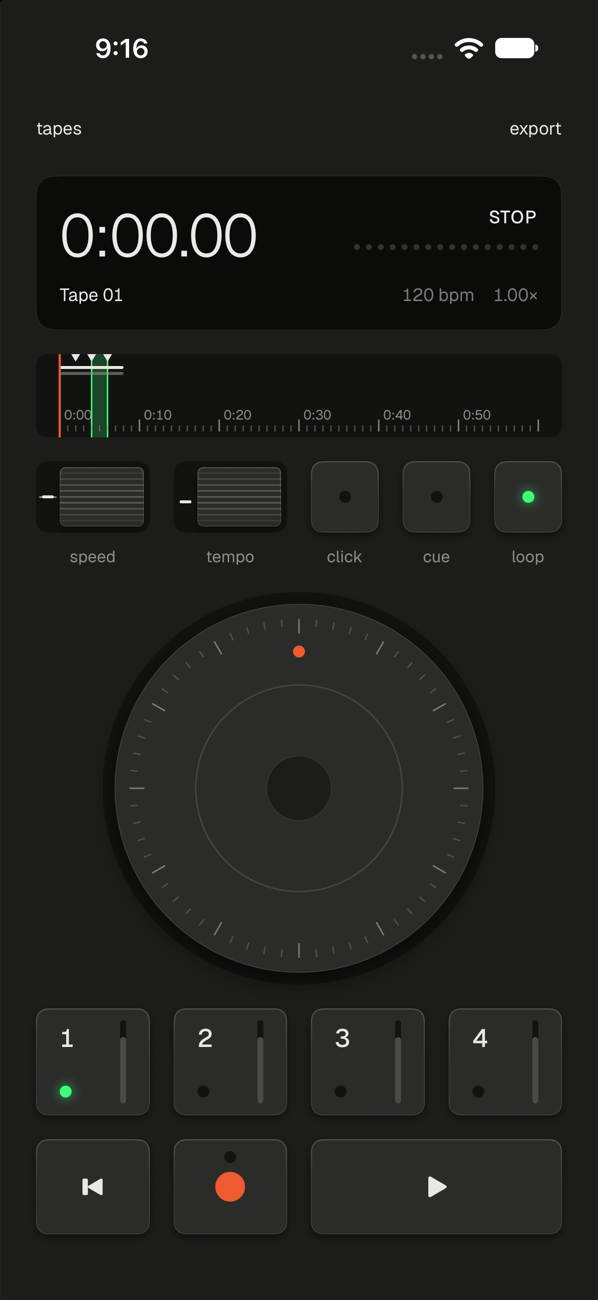 9:16
tapes export
0:00.00 STOP
Tape 01 120 bpm 1.00×
0:00 0:10 0:20 0:30 0:40 0:50
speed tempo click cue loop
1 2 3 4